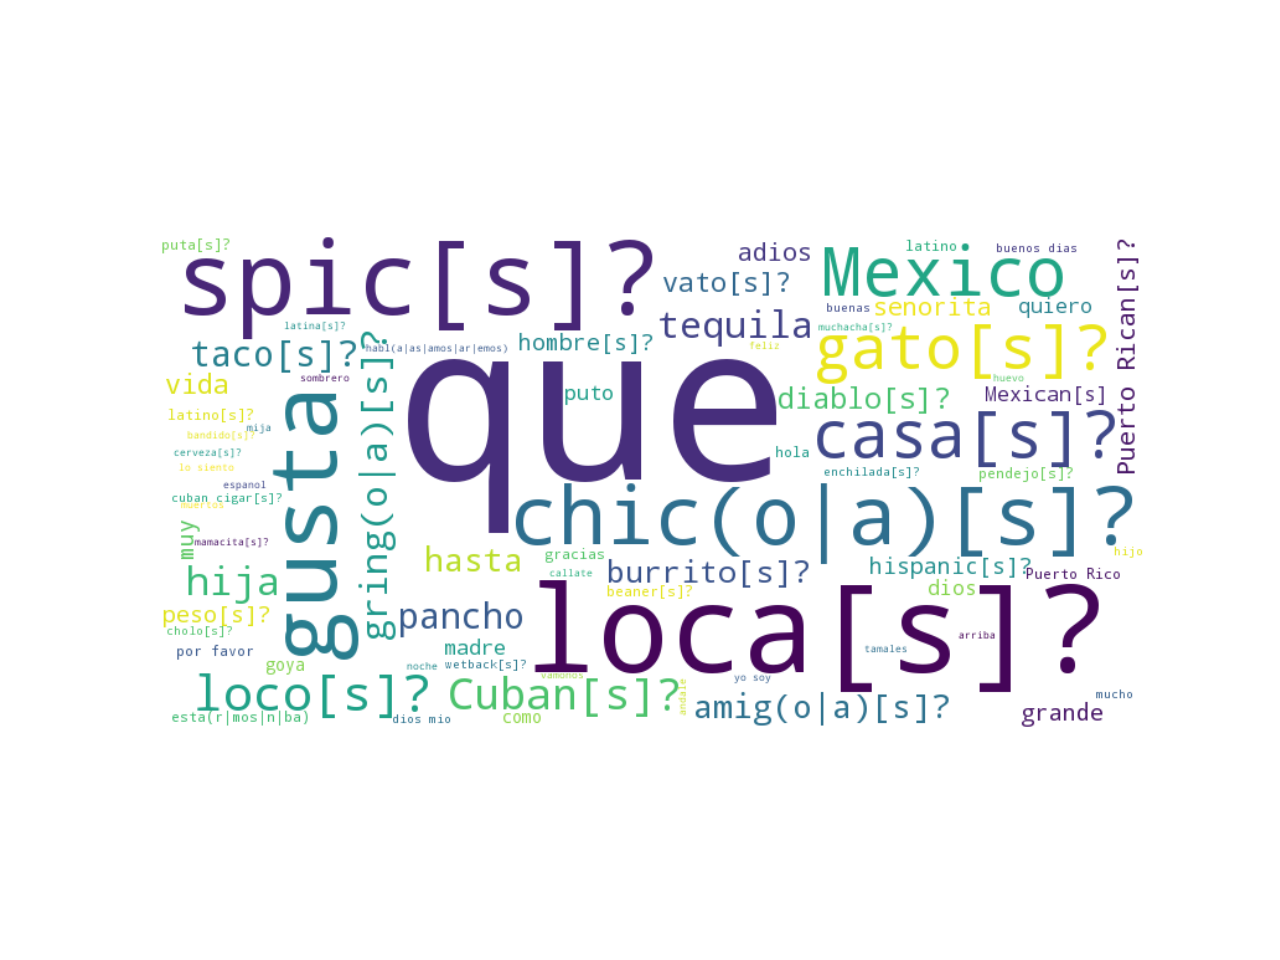 puta[s]?
spic[s]?
adios
latino
buenos dias
Puerto Rican[s]?
vato[s]?
Mexico
buenas
senorita
quiero
latina[s]?
tequila
muchacha[s]?
taco[s]?
gring(o|a)[s]?
habl(a|as|amos|ar|emos)
hombre[s]?
feliz
gato[s]?
vida
sombrero
que
puto
diablo[s]?
huevo
Mexican[s]
latino[s]?
gusta
mija
bandido[s]?
casa[s]?
cerveza[s]?
hola
lo siento
enchilada[s]?
pendejo[s]?
espanol
cuban cigar[s]?
muertos
chic(o|a)[s]?
muy
mamacita[s]?
hasta
gracias
hijo
callate
burrito[s]?
hispanic[s]?
Puerto Rico
hija
beaner[s]?
dios
peso[s]?
pancho
loca[s]?
cholo[s]?
arriba
por favor
madre
tamales
goya
noche
wetback[s]?
vamonos
yo soy
loco[s]?
Cuban[s]?
andale
mucho
amig(o|a)[s]?
grande
esta(r|mos|n|ba)
dios mio
como